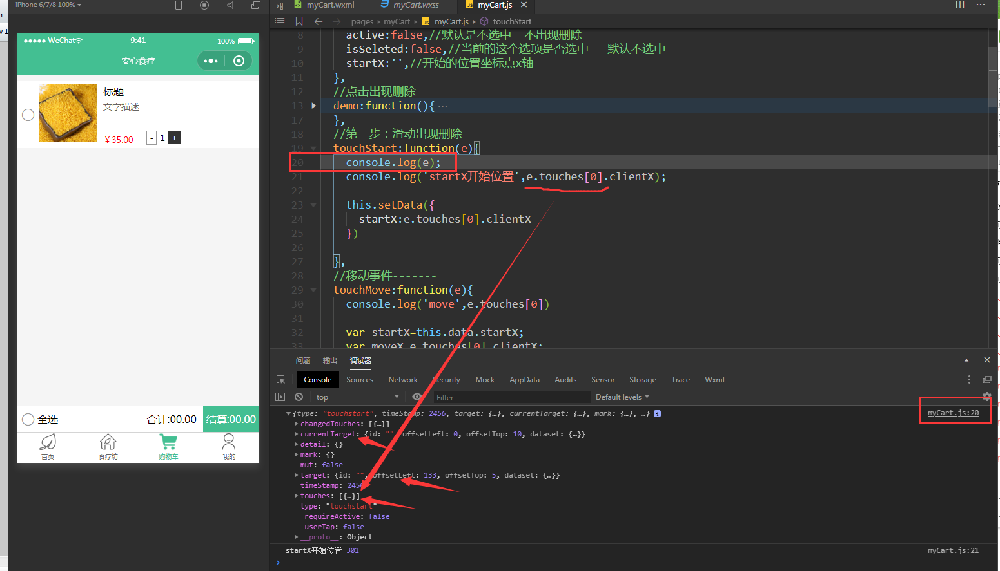 iPhone 6/7/8 100%
WeChat
9:41
100%
安心食疗
标题
文字描述
￥35.00
- 1 +
全选
合计:00.00
结算:00.00
首页
食疗坊
购物车
我的
myCart.wxml
myCart.wxss
myCart.js
pages
myCart
myCart.js
touchStart
8 active:false,//默认是不选中 不出现删除
9 isSeleted:false,//当前的这个选项是否选中---默认不选中
10 startX:'',//开始的位置坐标点x轴
11 },
12 //点击出现删除
13 demo:function(){ ···
17 },
18 //第一步：滑动出现删除-----------------------------------------
19 touchStart:function(e){
20 console.log(e);
21 console.log('startX开始位置',e.touches[0].clientX);
22
23 this.setData({
24 startX:e.touches[0].clientX
25 })
26
27 },
28 //移动事件-------
29 touchMove:function(e){
30 console.log('move',e.touches[0])
31
32 var startX=this.data.startX;
33 var moveX=e.touches[0].clientX;
问题 输出 调试器
Console Sources Network Security Mock AppData Audits Sensor Storage Trace Wxml
top
Filter
Default levels
{type: "touchstart", timeStamp: 2456, target: {…}, currentTarget: {…}, mark: {…}, …}
myCart.js:20
changedTouches: [{…}]
currentTarget: {id: "", offsetLeft: 0, offsetTop: 10, dataset: {…}}
detail: {}
mark: {}
mut: false
target: {id: "", offsetLeft: 133, offsetTop: 5, dataset: {…}}
timeStamp: 2456
touches: [{…}]
type: "touchstart"
_requireActive: false
_userTap: false
__proto__: Object
startX开始位置 301
myCart.js:21